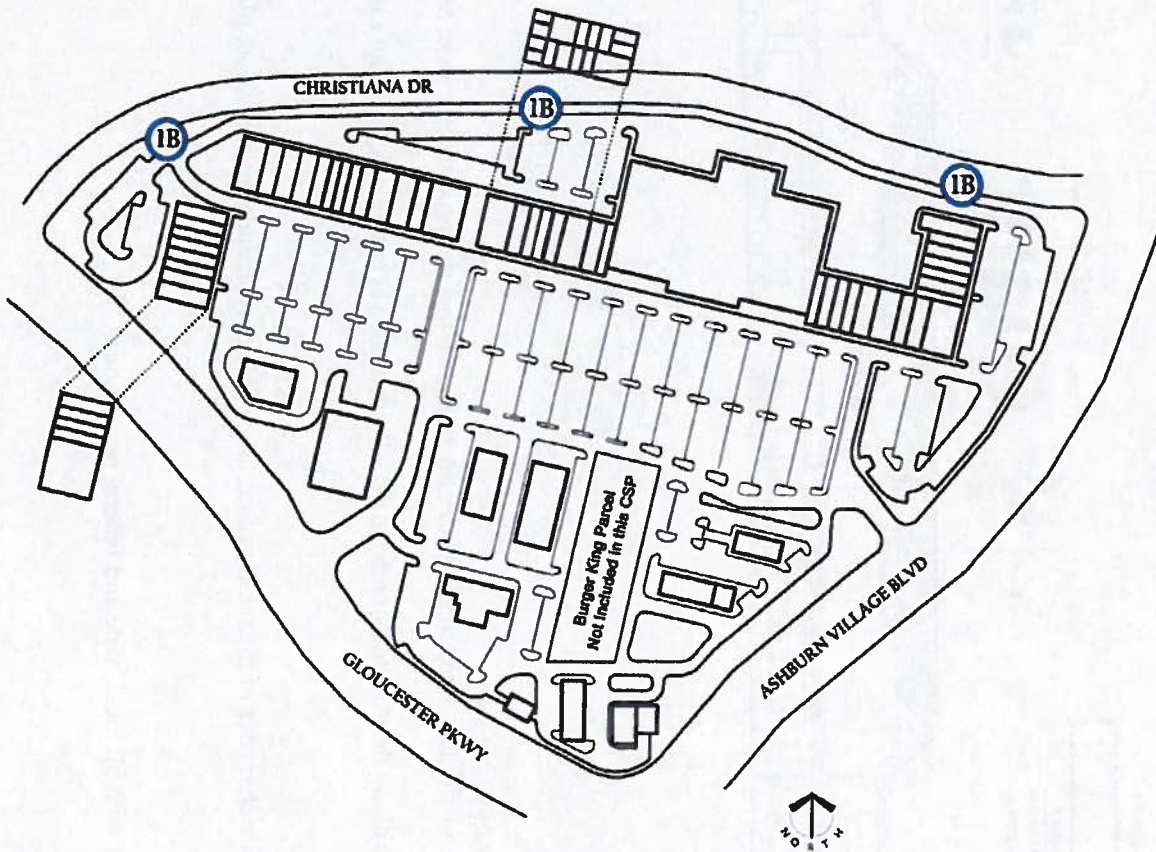 CHRISTIANA DR
1B
1B
1B
Burger King Parcel
Not Included in this CSP
ASHBURN VILLAGE BLVD
GLOUCESTER PKWY
NORTH